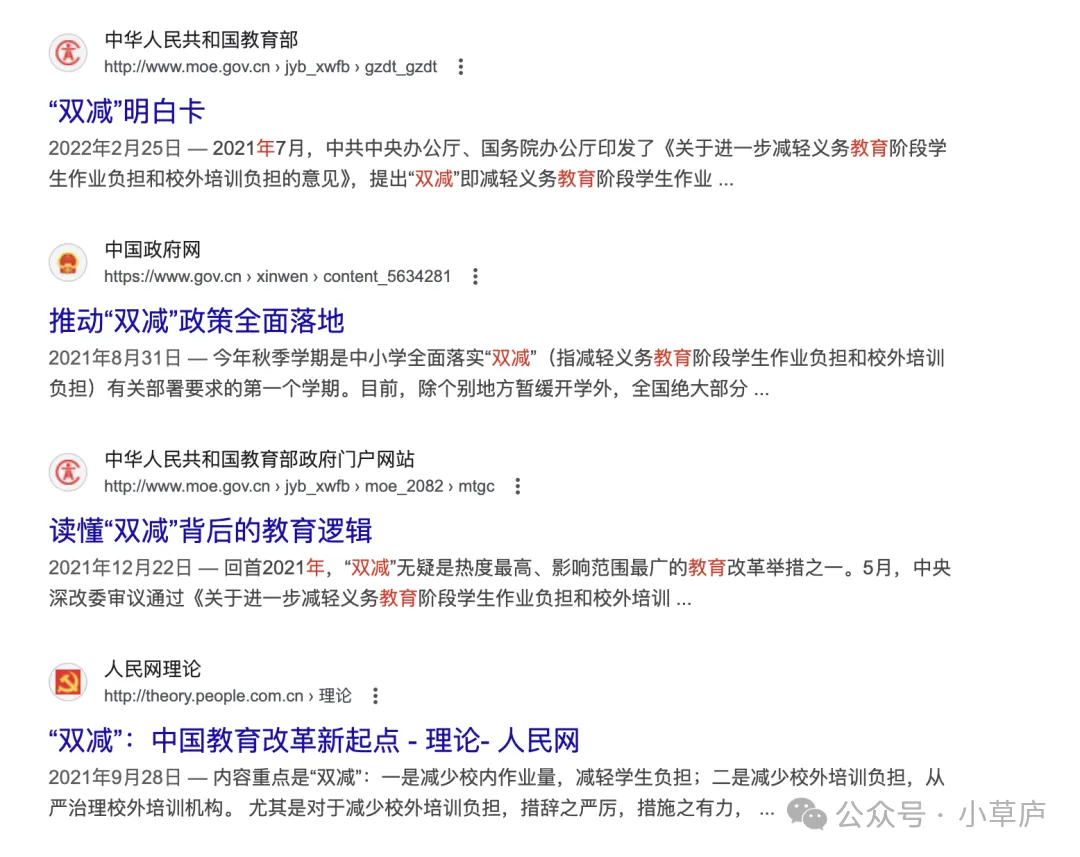 中华人民共和国教育部
http://www.moe.gov.cn › jyb_xwfb › gzdt_gzdt
“双减”明白卡
2022年2月25日 — 2021年7月，中共中央办公厅、国务院办公厅印发了《关于进一步减轻义务教育阶段学
生作业负担和校外培训负担的意见》，提出“双减”即减轻义务教育阶段学生作业 ...
中国政府网
https://www.gov.cn › xinwen › content_5634281
推动“双减”政策全面落地
2021年8月31日 — 今年秋季学期是中小学全面落实“双减”（指减轻义务教育阶段学生作业负担和校外培训
负担）有关部署要求的第一个学期。目前，除个别地方暂缓开学外，全国绝大部分 ...
中华人民共和国教育部政府门户网站
http://www.moe.gov.cn › jyb_xwfb › moe_2082 › mtgc
读懂“双减”背后的教育逻辑
2021年12月22日 — 回首2021年，“双减”无疑是热度最高、影响范围最广的教育改革举措之一。5月，中央
深改委审议通过《关于进一步减轻义务教育阶段学生作业负担和校外培训 ...
人民网理论
http://theory.people.com.cn › 理论
“双减”：中国教育改革新起点 - 理论- 人民网
2021年9月28日 — 内容重点是“双减”：一是减少校内作业量，减轻学生负担；二是减少校外培训负担，从
严治理校外培训机构。 尤其是对于减少校外培训负担，措辞之严厉，措施之有力， ...
公众号 · 小草庐